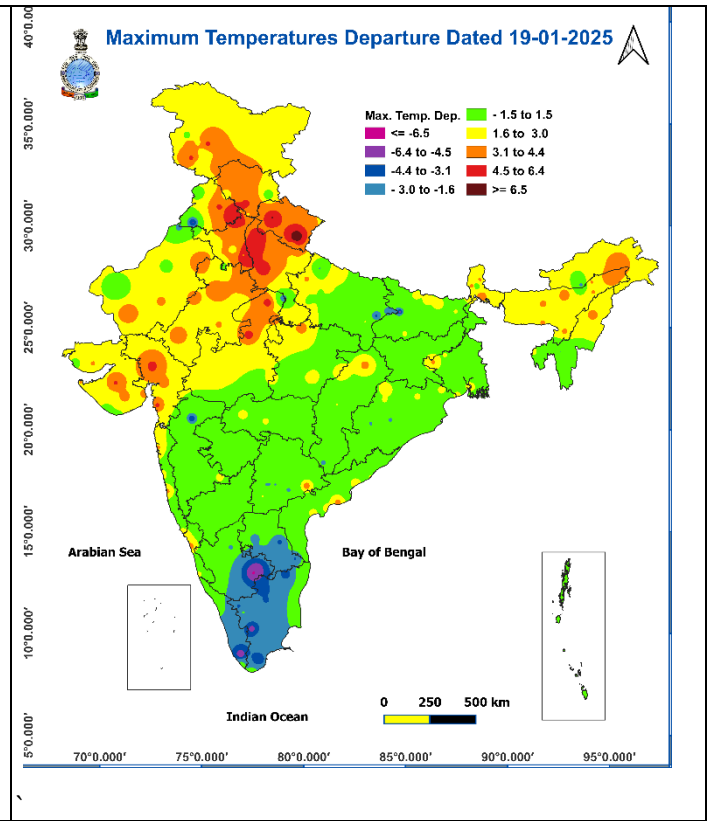 Maximum Temperatures Departure Dated 19-01-2025
Max. Temp. Dep.
<= -6.5
-6.4 to -4.5
-4.4 to -3.1
- 3.0 to -1.6
- 1.5 to 1.5
1.6 to 3.0
3.1 to 4.4
4.5 to 6.4
>= 6.5
40°0.00
35°0.000'
30°0.000'
25°0.000'
20°0.000'
15°0.000'
10°0.000'
5°0.000'
Arabian Sea
Bay of Bengal
Indian Ocean
0 250 500 km
70°0.000' 75°0.000' 80°0.000' 85°0.000' 90°0.000' 95°0.000'
`